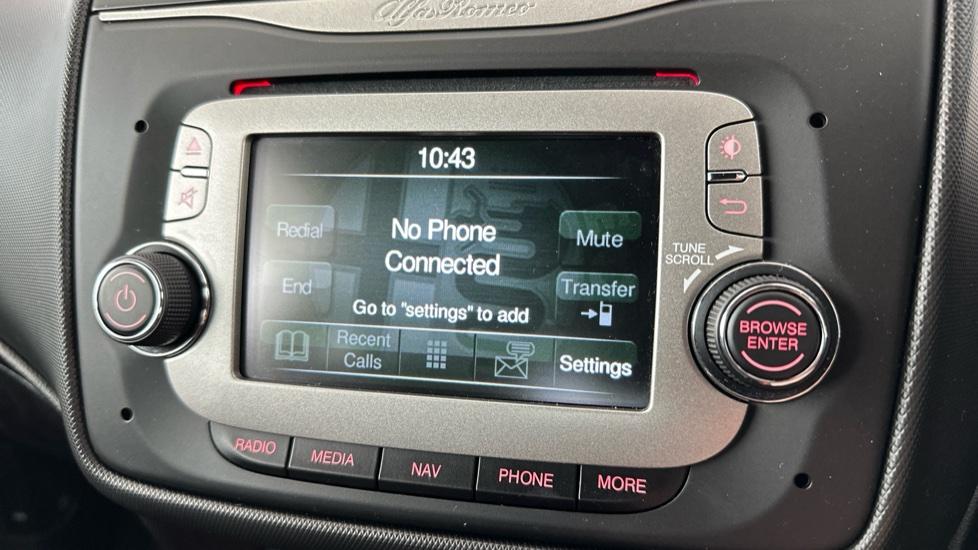 Alfa Romeo
10:43
Redial
No Phone
Connected
Mute
End
Transfer
Go to "settings" to add
Recent
Calls
Settings
TUNE
SCROLL
BROWSE
ENTER
RADIO
MEDIA
NAV
PHONE
MORE